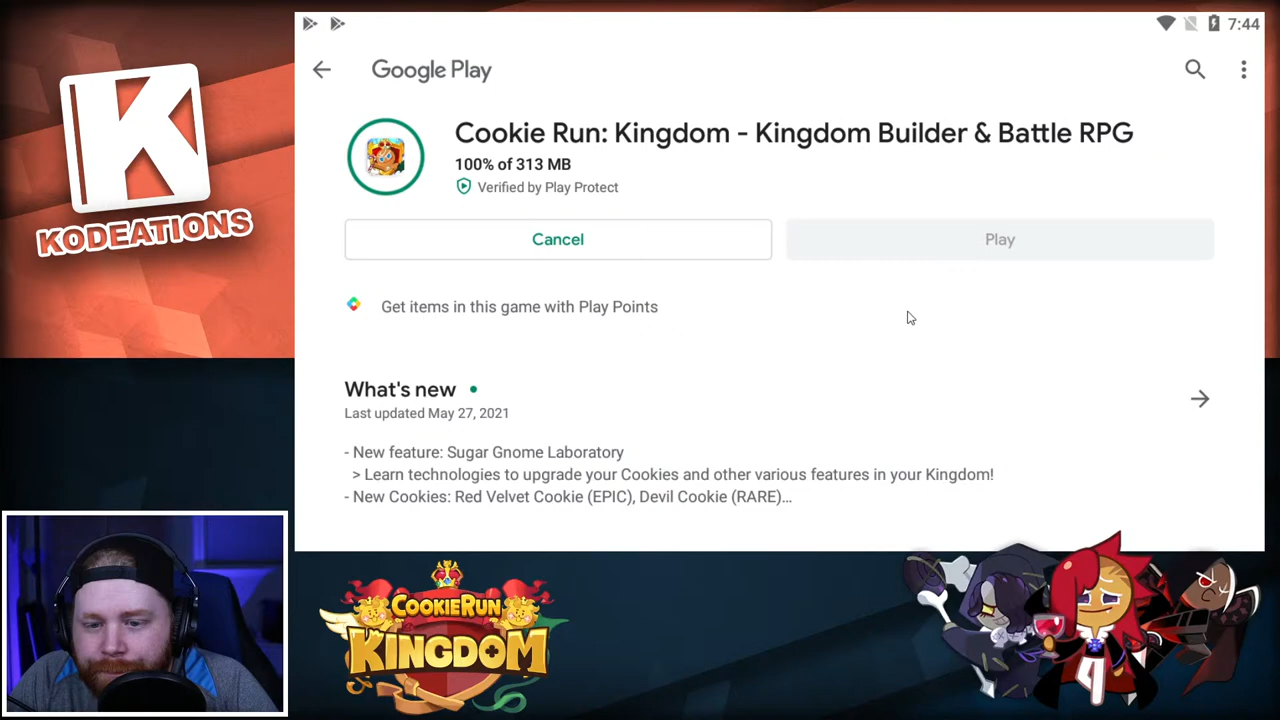 7:44
Google Play
Cookie Run: Kingdom - Kingdom Builder & Battle RPG
100% of 313 MB
Verified by Play Protect
Cancel
Play
Get items in this game with Play Points
What's new
Last updated May 27, 2021
- New feature: Sugar Gnome Laboratory
> Learn technologies to upgrade your Cookies and other various features in your Kingdom!
- New Cookies: Red Velvet Cookie (EPIC), Devil Cookie (RARE)...
K
KODEATIONS
COOKIERUN
KINGDOM